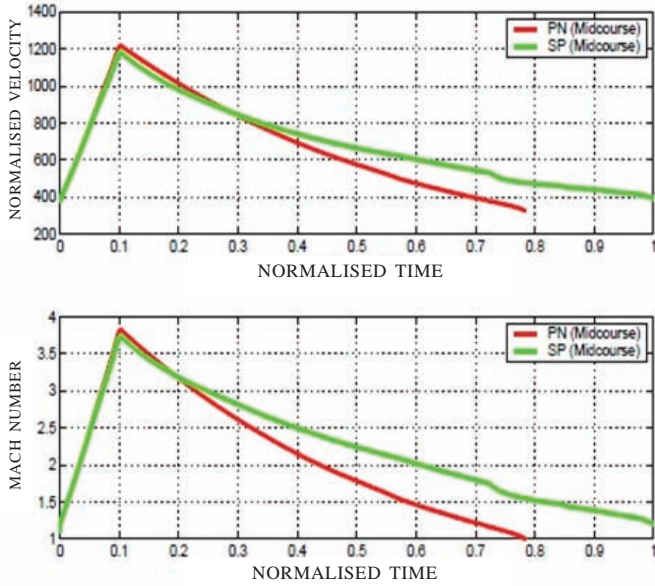 1400
1200
1000
800
600
400
200
NORMALISED VELOCITY
PN (Midcourse)
SP (Midcourse)
0 0.1 0.2 0.3 0.4 0.5 0.6 0.7 0.8 0.9 1
NORMALISED TIME
4
3.5
3
2.5
2
1.5
1
MACH NUMBER
PN (Midcourse)
SP (Midcourse)
0 0.1 0.2 0.3 0.4 0.5 0.6 0.7 0.8 0.9 1
NORMALISED TIME